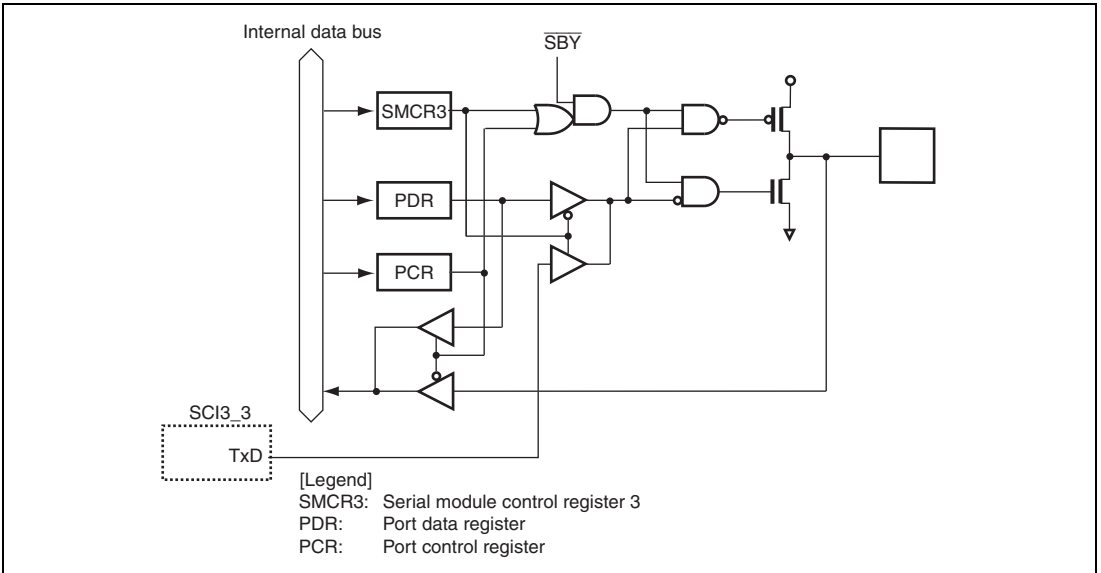 Internal data bus
S̅B̅Y̅
SMCR3
PDR
PCR
SCI3_3
TxD
[Legend]
SMCR3: Serial module control register 3
PDR: Port data register
PCR: Port control register